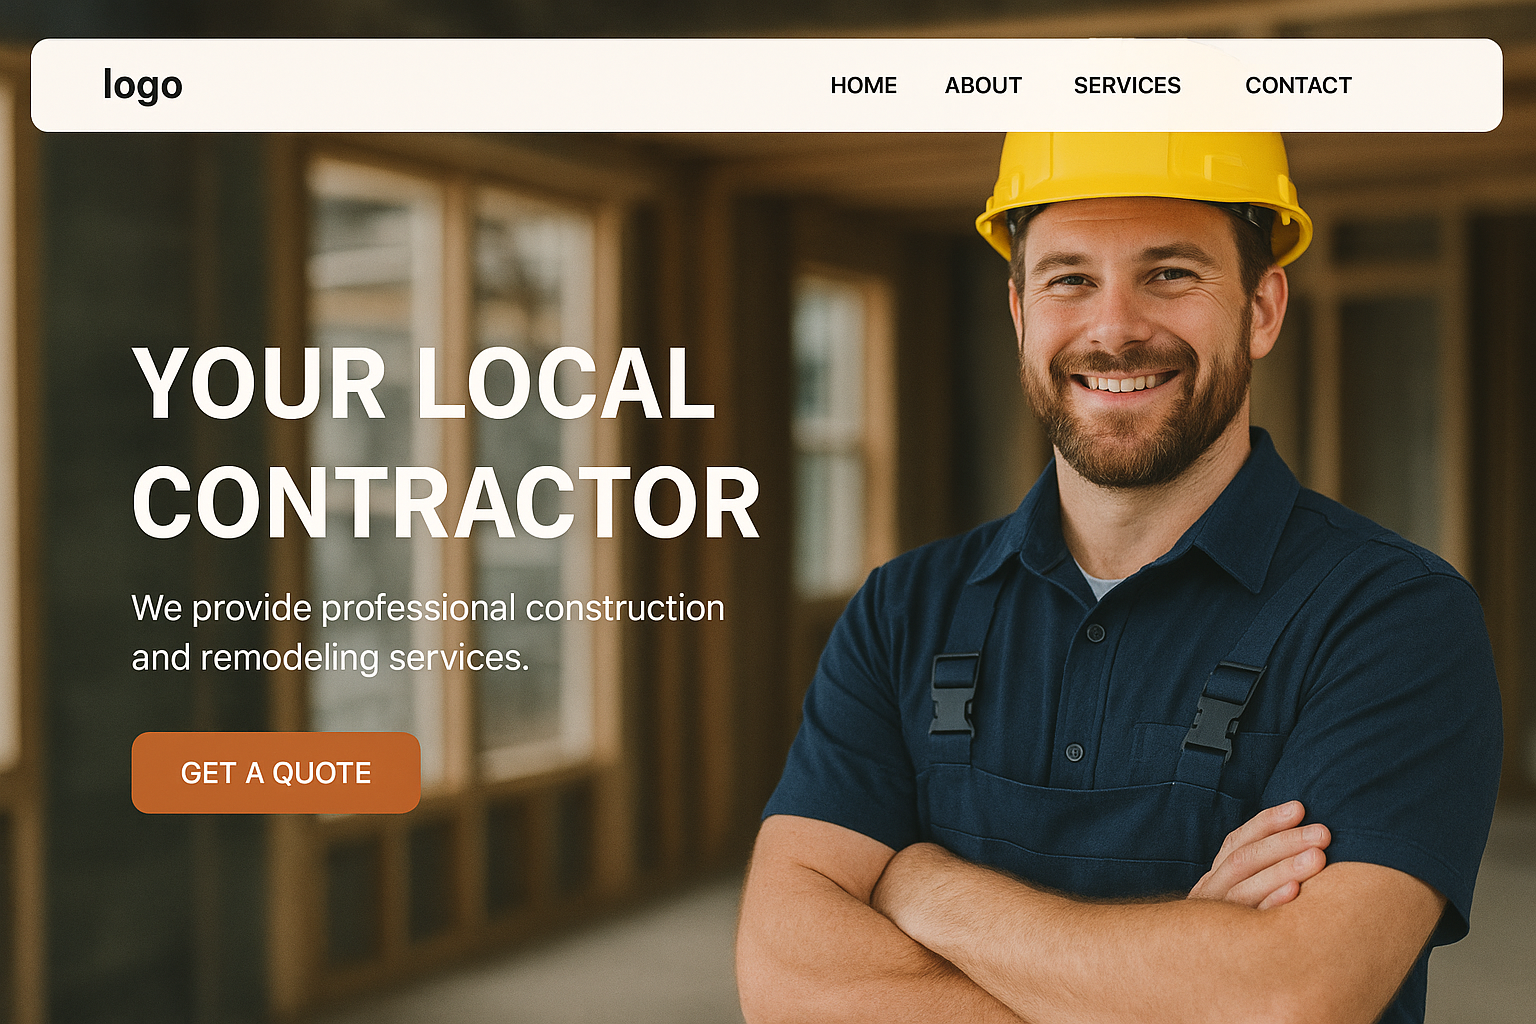 logo
HOME ABOUT SERVICES CONTACT
YOUR LOCAL
CONTRACTOR
We provide professional construction
and remodeling services.
GET A QUOTE